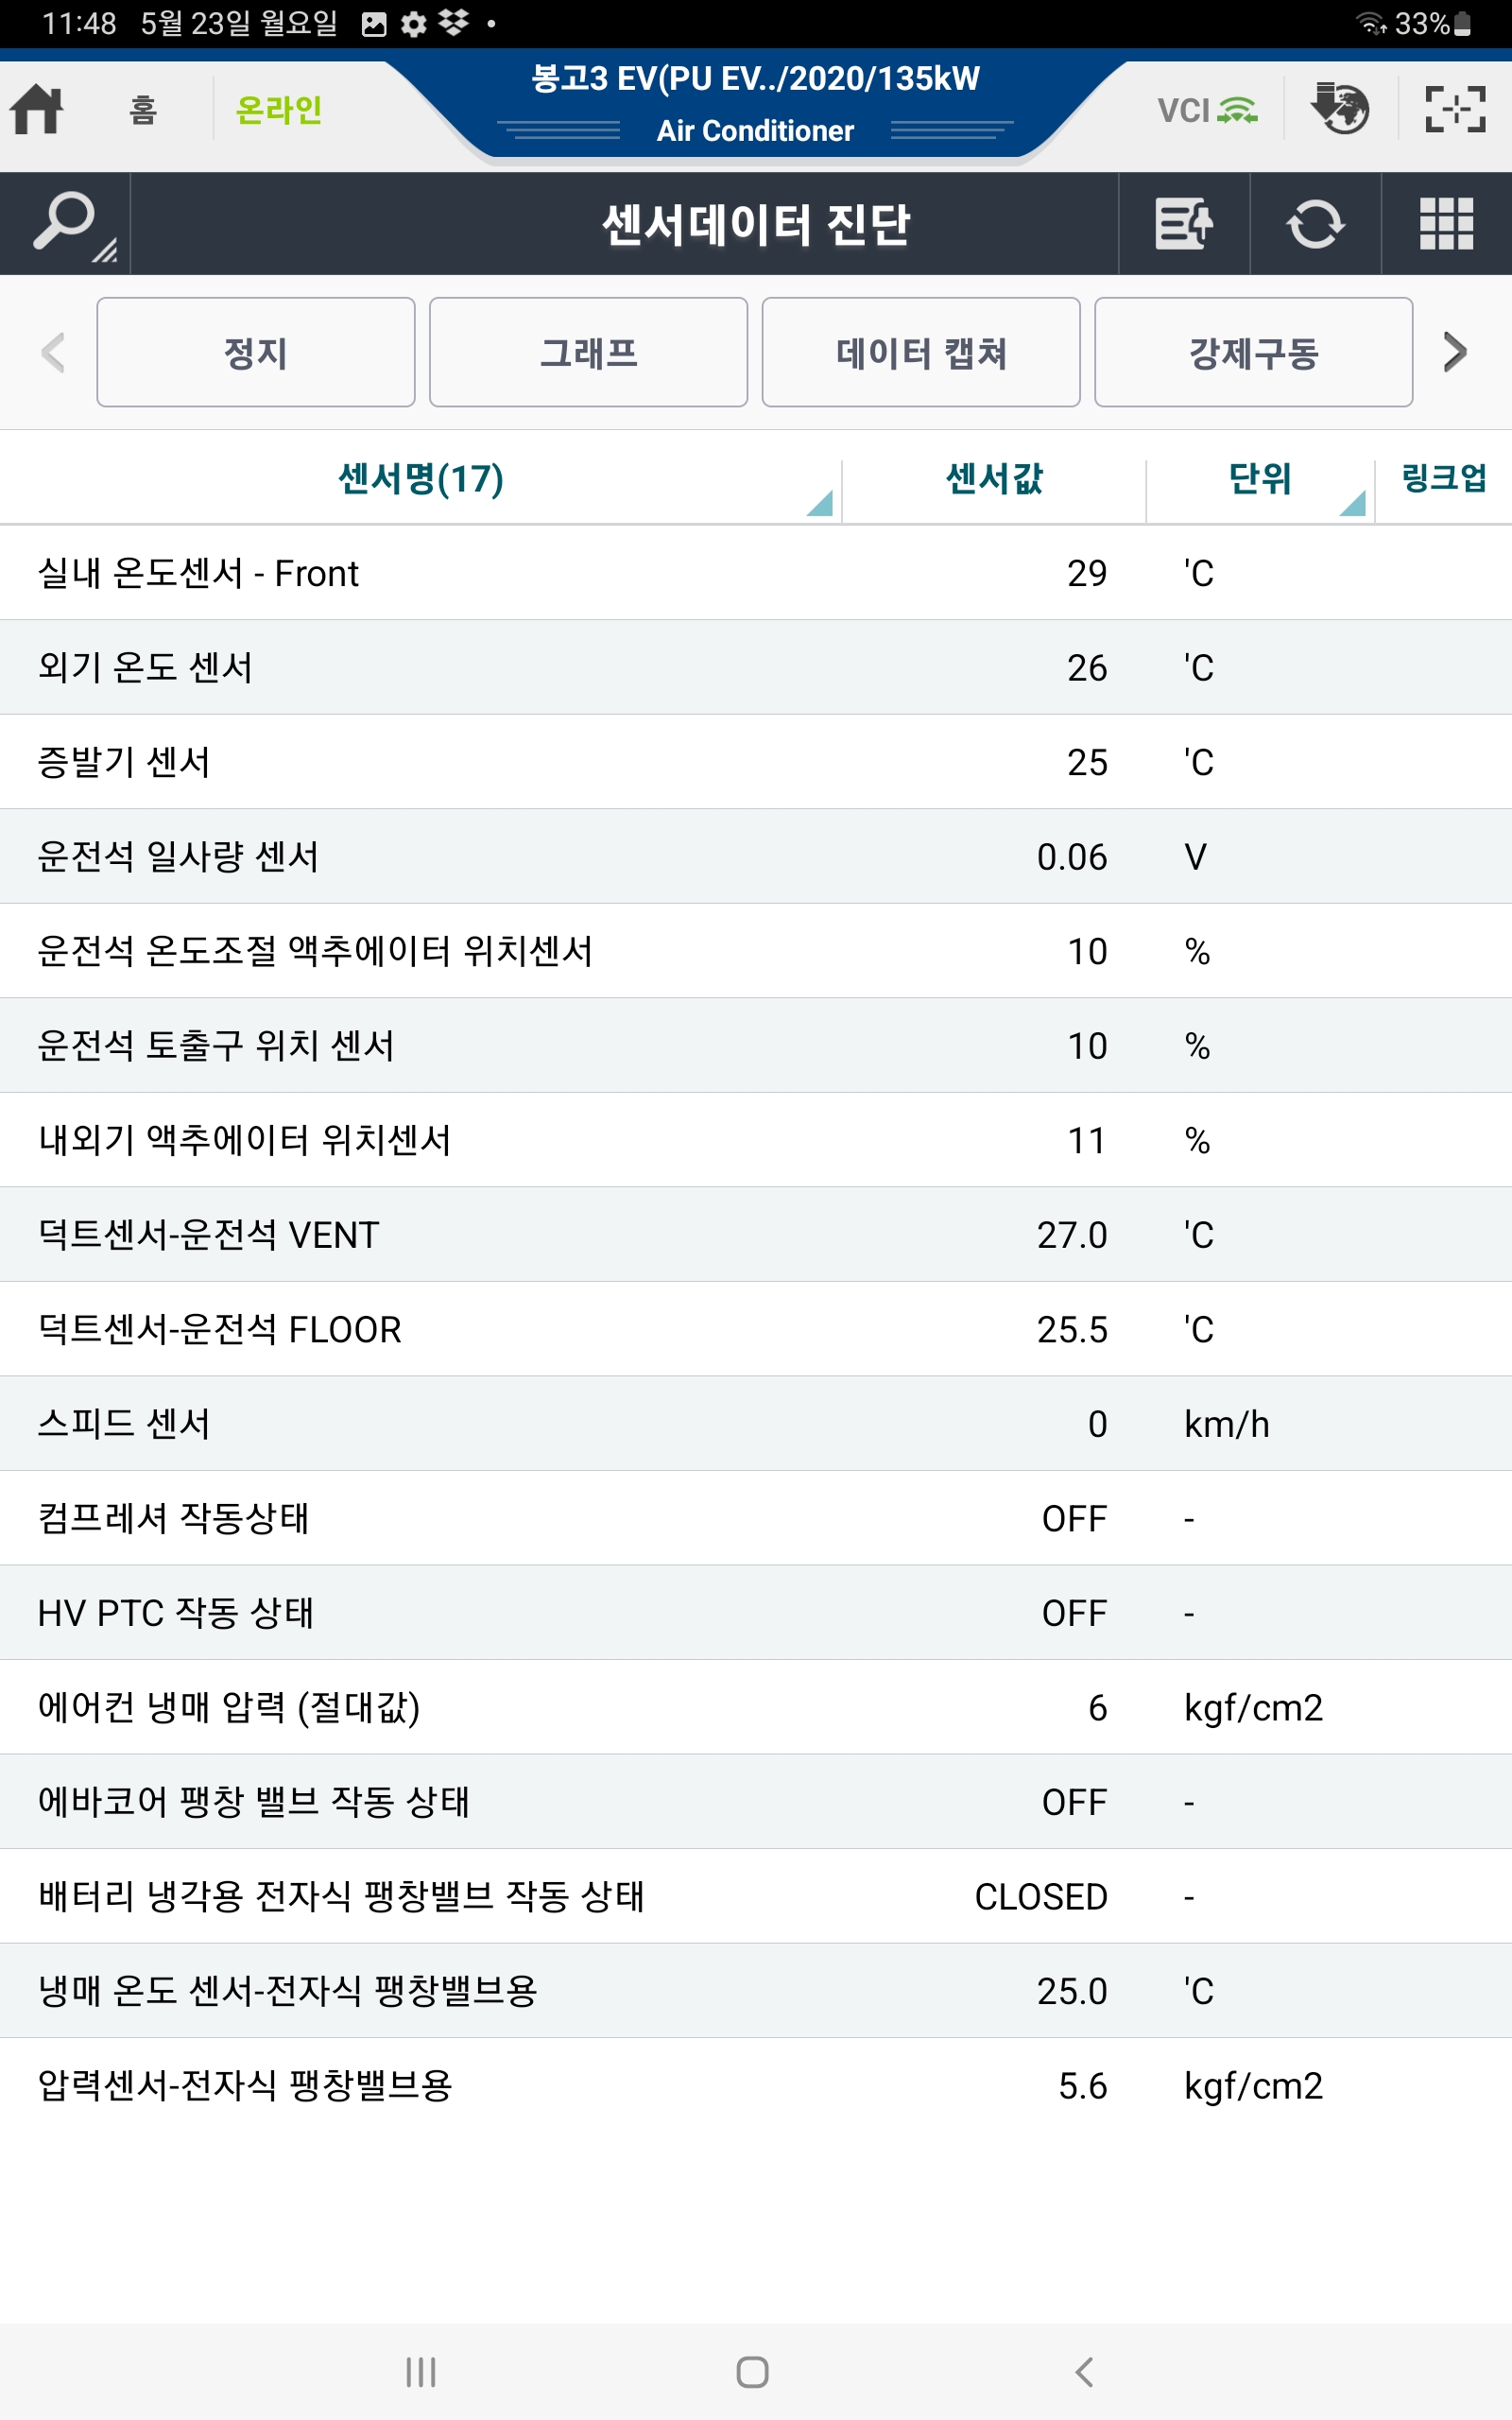 11:48 5월 23일 월요일 33%
봉고3 EV(PU EV../2020/135kW
홈 온라인 Air Conditioner VCI
센서데이터 진단
정지 그래프 데이터 캡쳐 강제구동
센서명(17) 센서값 단위 링크업
실내 온도센서 - Front 29 'C
외기 온도 센서 26 'C
증발기 센서 25 'C
운전석 일사량 센서 0.06 V
운전석 온도조절 액추에이터 위치센서 10 %
운전석 토출구 위치 센서 10 %
내외기 액추에이터 위치센서 11 %
덕트센서-운전석 VENT 27.0 'C
덕트센서-운전석 FLOOR 25.5 'C
스피드 센서 0 km/h
컴프레셔 작동상태 OFF -
HV PTC 작동 상태 OFF -
에어컨 냉매 압력 (절대값) 6 kgf/cm2
에바코어 팽창 밸브 작동 상태 OFF -
배터리 냉각용 전자식 팽창밸브 작동 상태 CLOSED -
냉매 온도 센서-전자식 팽창밸브용 25.0 'C
압력센서-전자식 팽창밸브용 5.6 kgf/cm2